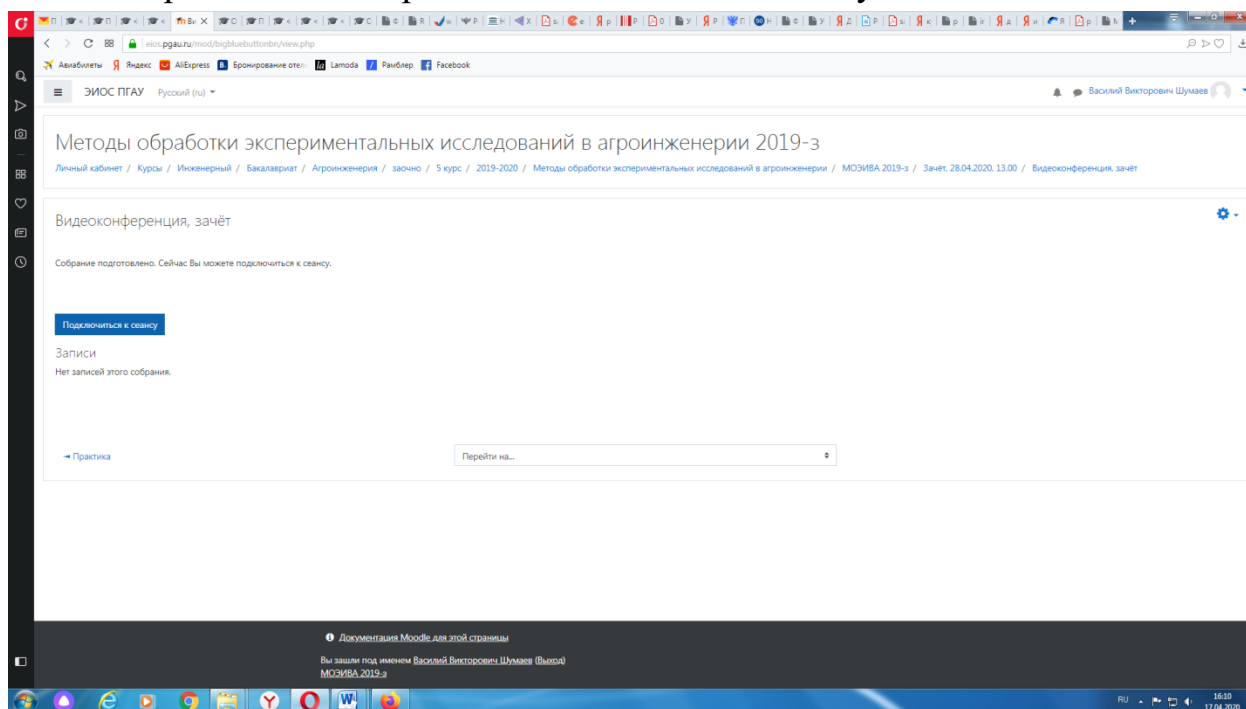 eios.pgau.ru/mod/bigbluebuttonbn/view.php
Авиабилеты Яндекс AliExpress Бронирование отел Lamoda Рамблер Facebook
ЭИОС ПГАУ Русский (ru) Василий Викторович Шумаев
Методы обработки экспериментальных исследований в агроинженерии 2019-з
Личный кабинет / Курсы / Инженерный / Бакалавриат / Агроинженерия / заочно / 5 курс / 2019-2020 / Методы обработки экспериментальных исследований в агроинженерии / МОЭИВА 2019-з / Зачёт, 28.04.2020, 13.00 / Видеоконференция, зачёт
Видеоконференция, зачёт
Собрание подготовлено. Сейчас Вы можете подключиться к сеансу.
Подключиться к сеансу
Записи
Нет записей этого собрания.
Практика Перейти на...
Документация Moodle для этой страницы
Вы зашли под именем Василий Викторович Шумаев (Выход)
МОЭИВА 2019-з
RU 16:10
17.04.2020